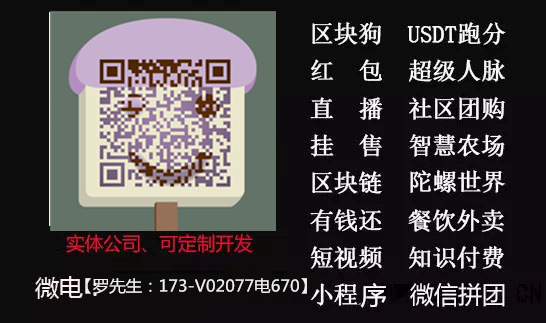 区块狗 USDT跑分
红 包 超级人脉
直 播 社区团购
挂 售 智慧农场
区块链 陀螺世界
有钱还 餐饮外卖
短视频 知识付费
小程序 微信拼团
实体公司、可定制开发
微电:【罗先生：173-V02077电670】
CN